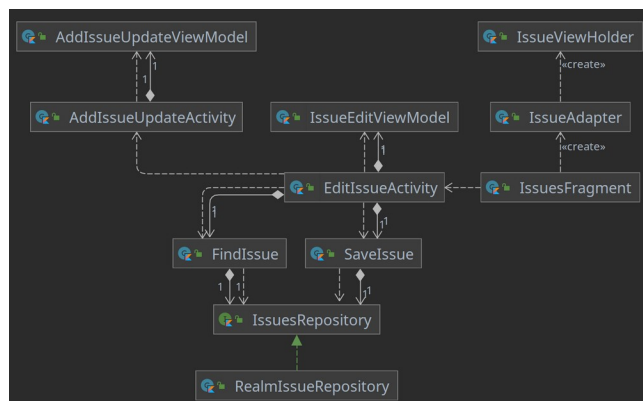 AddIssueUpdateViewModel
IssueViewHolder
1
1
«create»
AddIssueUpdateActivity
IssueEditViewModel
IssueAdapter
1
«create»
EditIssueActivity
IssuesFragment
1
1
1
FindIssue
SaveIssue
1
1
1
1
IssuesRepository
RealmIssueRepository